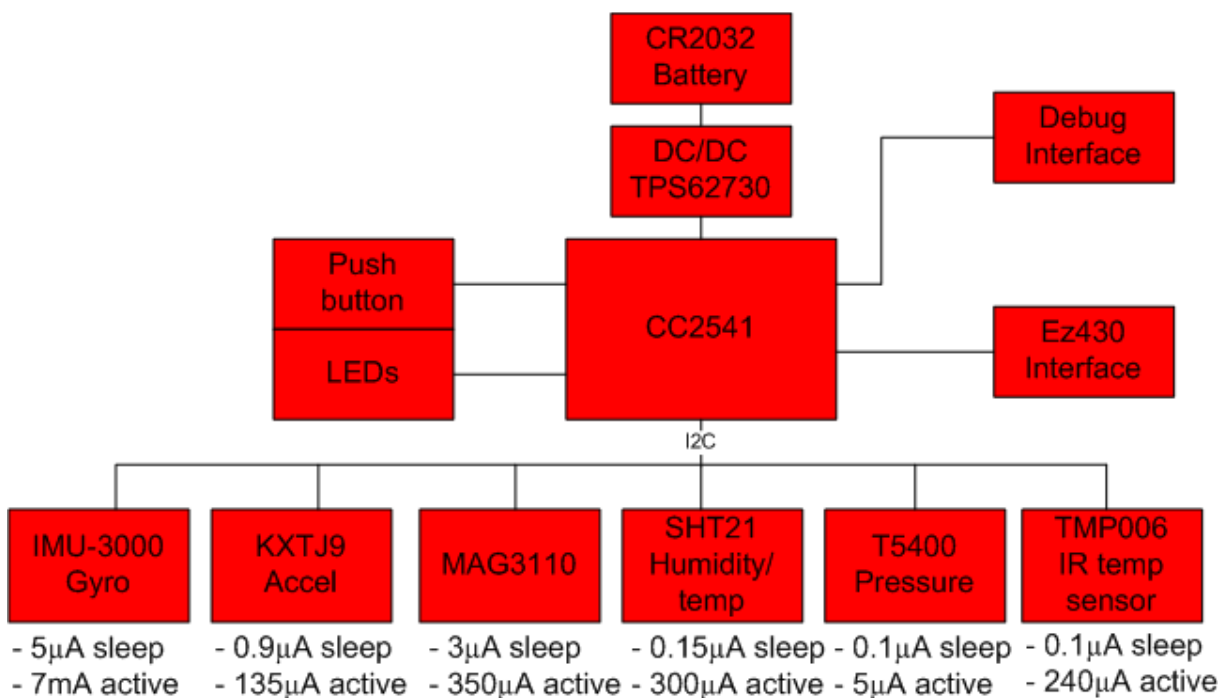 CR2032
Battery
DC/DC
TPS62730
Debug
Interface
Push
button
LEDs
CC2541
Ez430
Interface
I2C
IMU-3000
Gyro
KXTJ9
Accel
MAG3110
SHT21
Humidity/
temp
T5400
Pressure
TMP006
IR temp
sensor
- 5μA sleep
- 7mA active
- 0.9μA sleep
- 135μA active
- 3μA sleep
- 350μA active
- 0.15μA sleep
- 300μA active
- 0.1μA sleep
- 5μA active
- 0.1μA sleep
- 240μA active